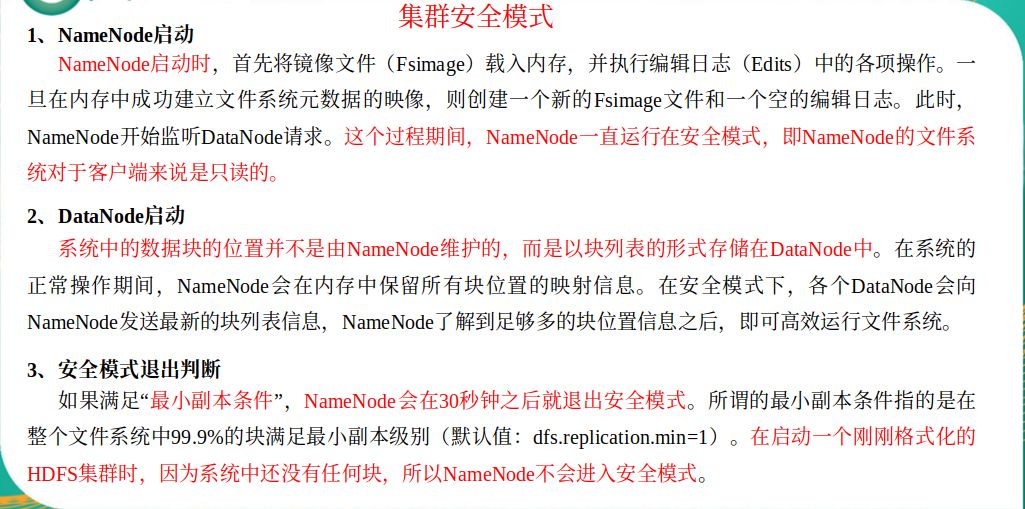 集群安全模式
1、NameNode启动
NameNode启动时，首先将镜像文件（Fsimage）载入内存，并执行编辑日志（Edits）中的各项操作。一
旦在内存中成功建立文件系统元数据的映像，则创建一个新的Fsimage文件和一个空的编辑日志。此时，
NameNode开始监听DataNode请求。这个过程期间，NameNode一直运行在安全模式，即NameNode的文件系
统对于客户端来说是只读的。
2、DataNode启动
系统中的数据块的位置并不是由NameNode维护的，而是以块列表的形式存储在DataNode中。在系统的
正常操作期间，NameNode会在内存中保留所有块位置的映射信息。在安全模式下，各个DataNode会向
NameNode发送最新的块列表信息，NameNode了解到足够多的块位置信息之后，即可高效运行文件系统。
3、安全模式退出判断
如果满足“最小副本条件”，NameNode会在30秒钟之后就退出安全模式。所谓的最小副本条件指的是在
整个文件系统中99.9%的块满足最小副本级别（默认值：dfs.replication.min=1）。在启动一个刚刚格式化的
HDFS集群时，因为系统中还没有任何块，所以NameNode不会进入安全模式。